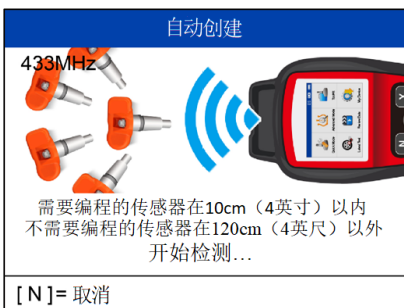 自动创建
433MHz
需要编程的传感器在10cm（4英寸）以内
不需要编程的传感器在120cm（4英尺）以外
开始检测...
Y
N
[ N ]= 取消